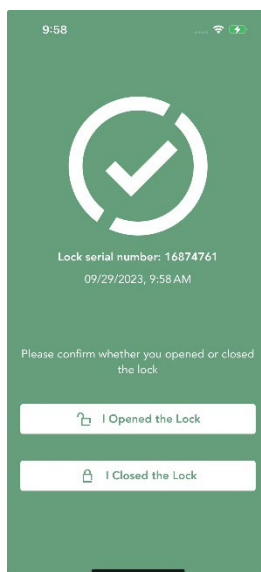 9:58
Lock serial number: 16874761
09/29/2023, 9:58 AM
Please confirm whether you opened or closed
the lock
I Opened the Lock
I Closed the Lock